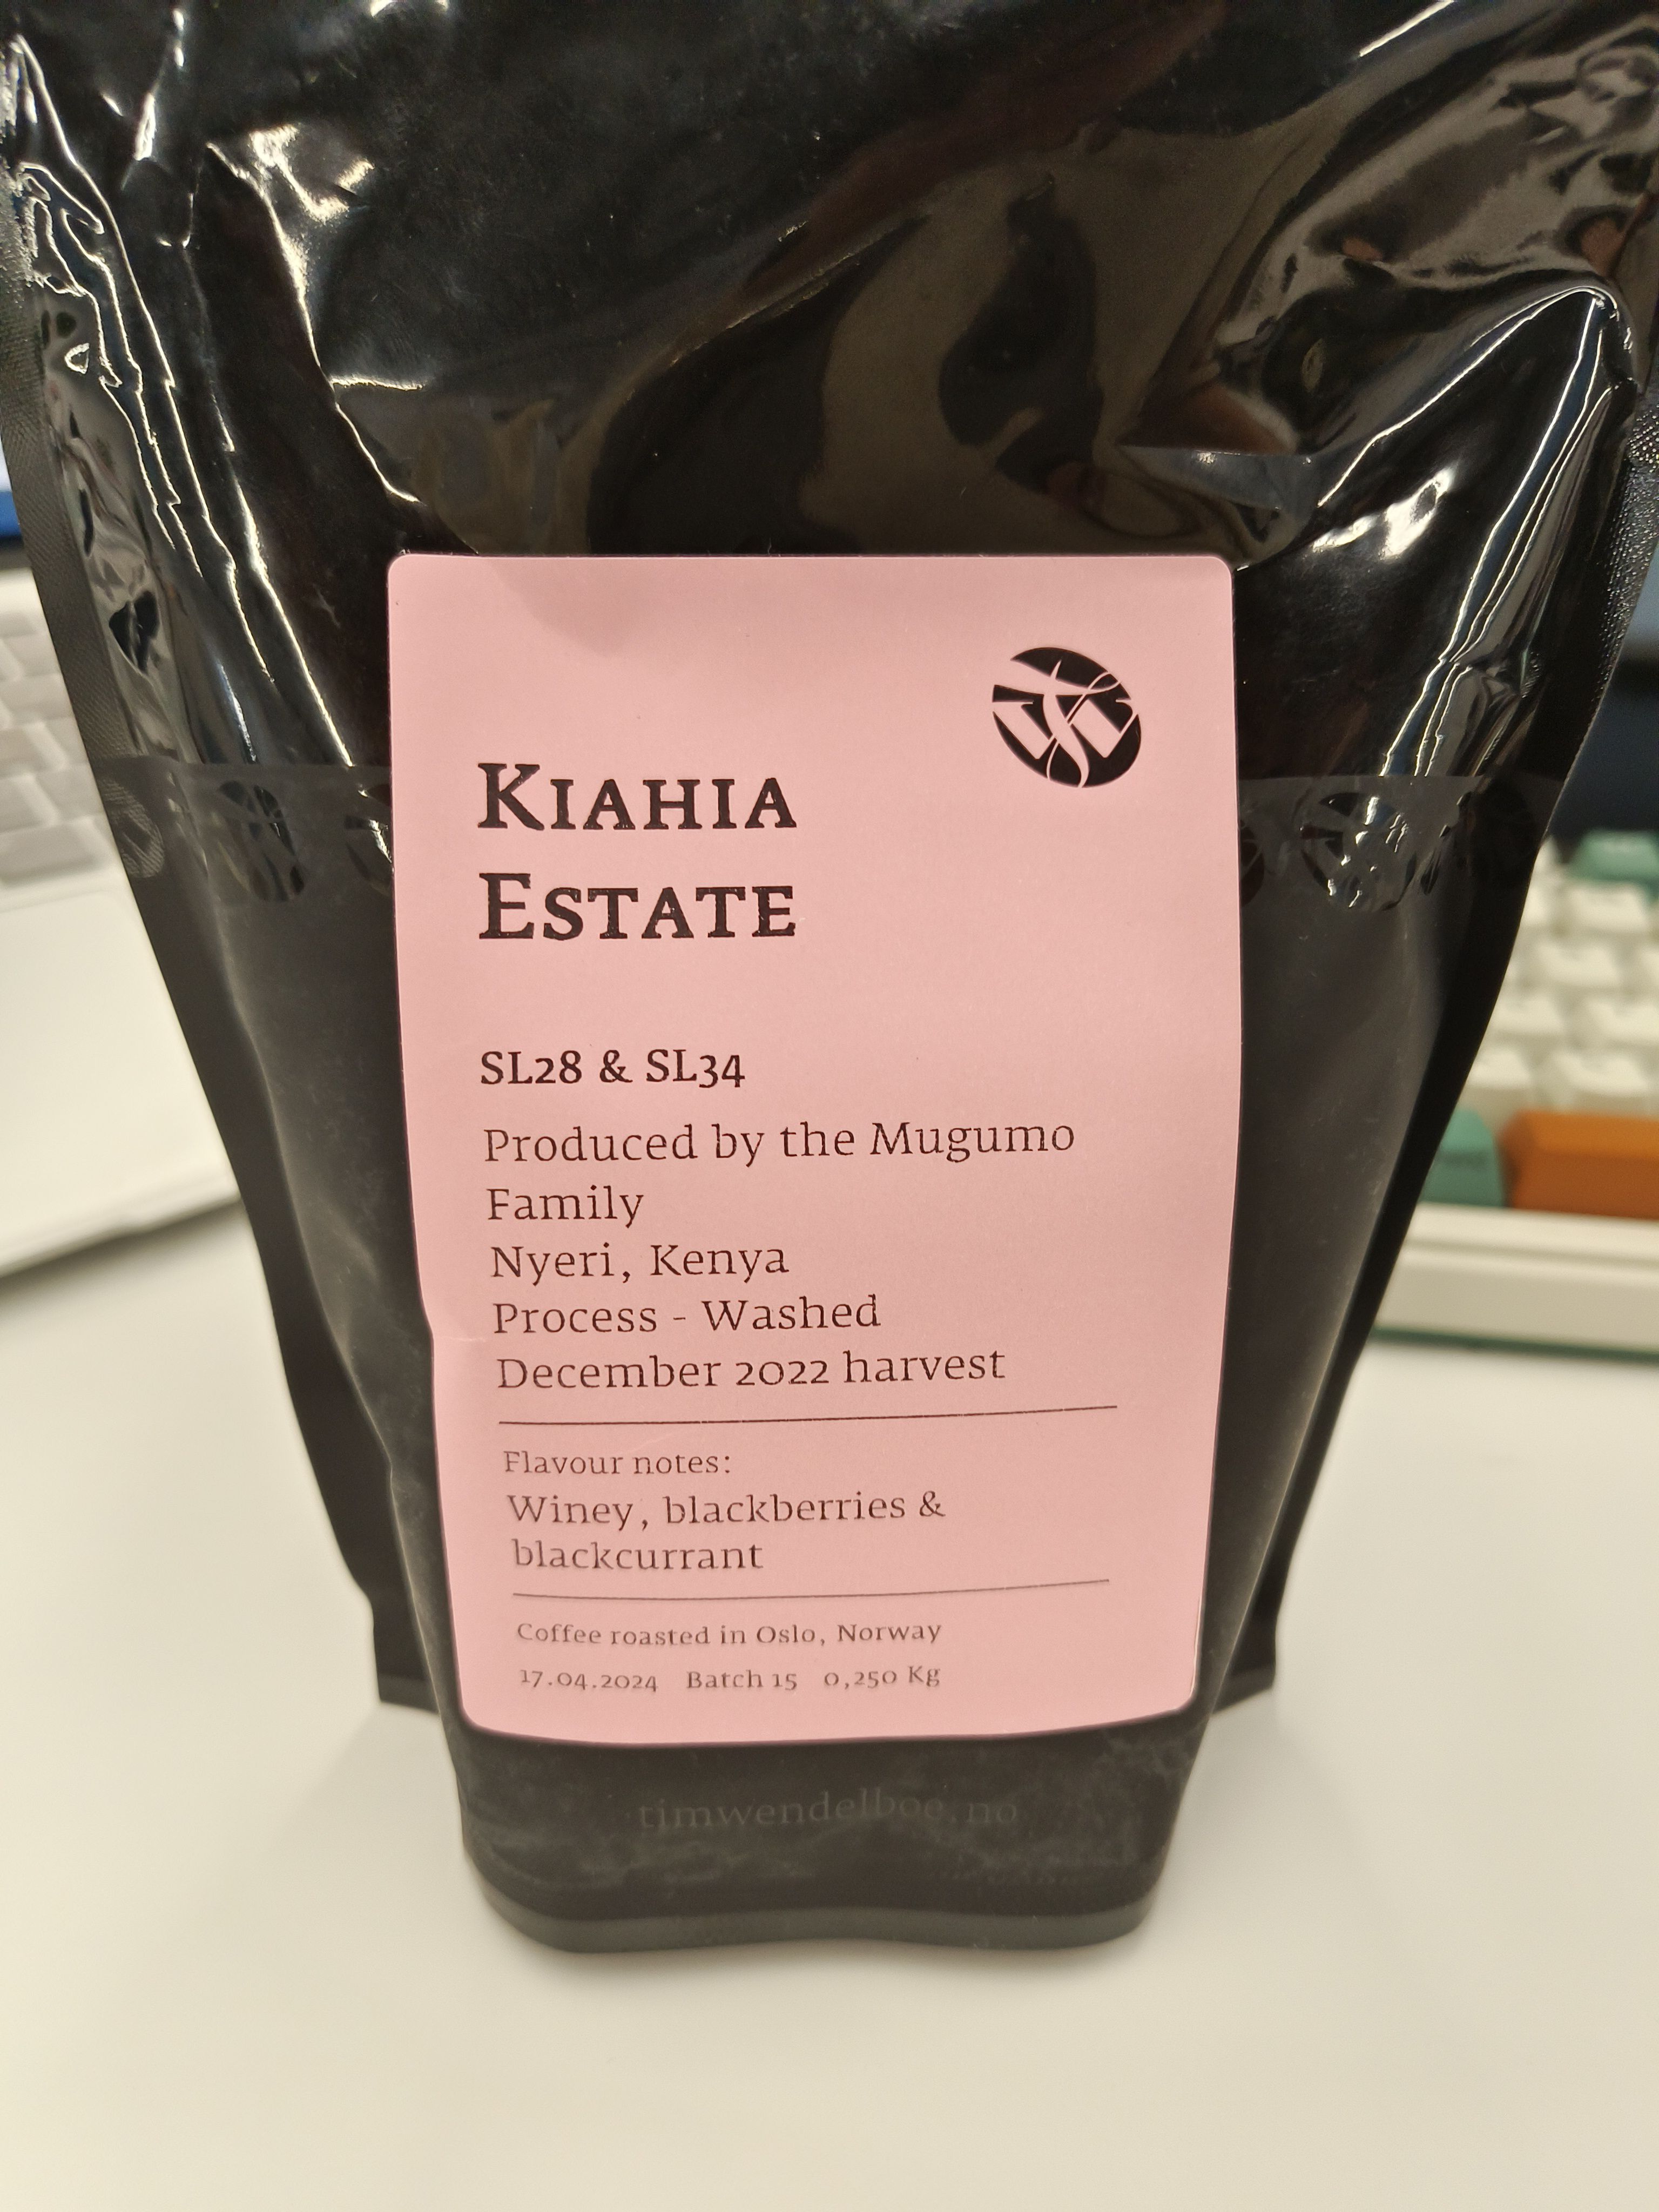 Kiahia
Estate
SL28 & SL34
Produced by the Mugumo
Family
Nyeri, Kenya
Process - Washed
December 2022 harvest
Flavour notes:
Winey, blackberries &
blackcurrant
Coffee roasted in Oslo, Norway
17.04.2024 Batch 15 0,250 Kg
timwendelboe.no